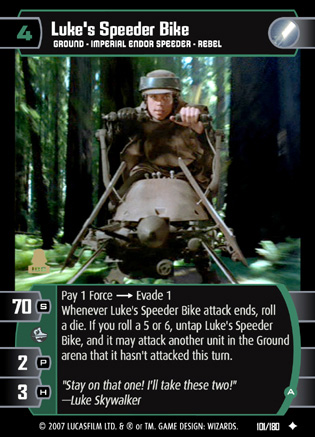 4
Luke's Speeder Bike
GROUND • IMPERIAL ENDOR SPEEDER • REBEL
70 S
2 P
3 H
Pay 1 Force → Evade 1
Whenever Luke's Speeder Bike attack ends, roll
a die. If you roll a 5 or 6, untap Luke's Speeder
Bike, and it may attack another unit in the Ground
arena that it hasn't attacked this turn.
"Stay on that one! I'll take these two!"
—Luke Skywalker
A
© 2007 LUCASFILM LTD. & ® or TM. GAME DESIGN: WIZARDS. 101/180